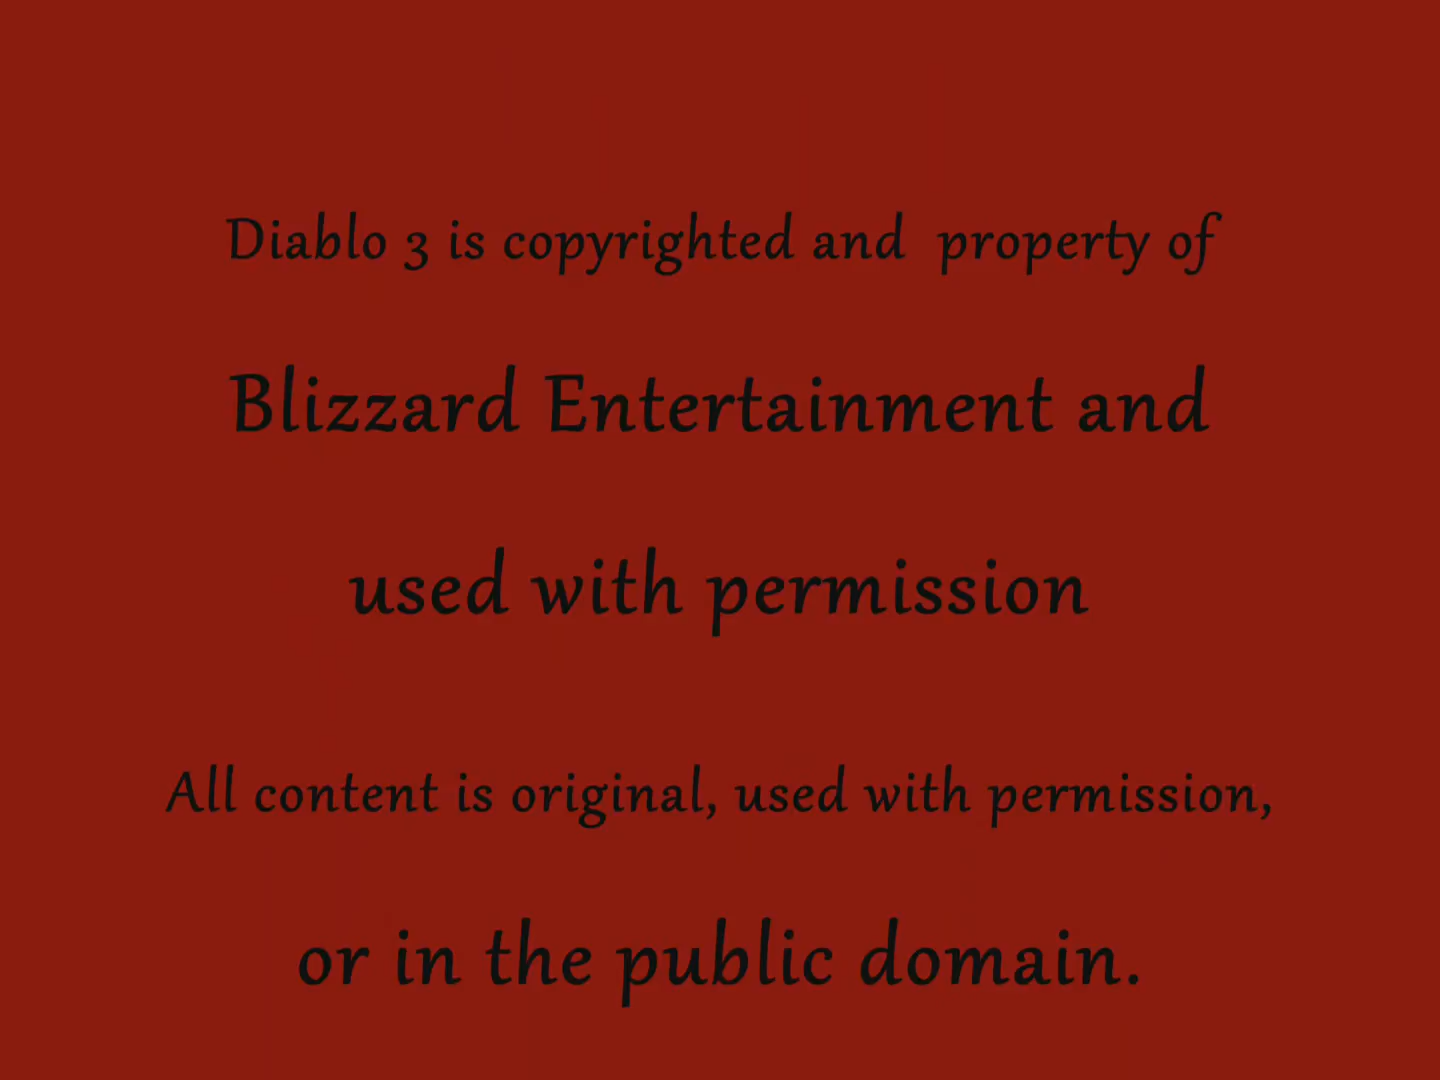 Diablo 3 is copyrighted and  property of
Blizzard Entertainment and
used with permission
All content is original, used with permission,
or in the public domain.